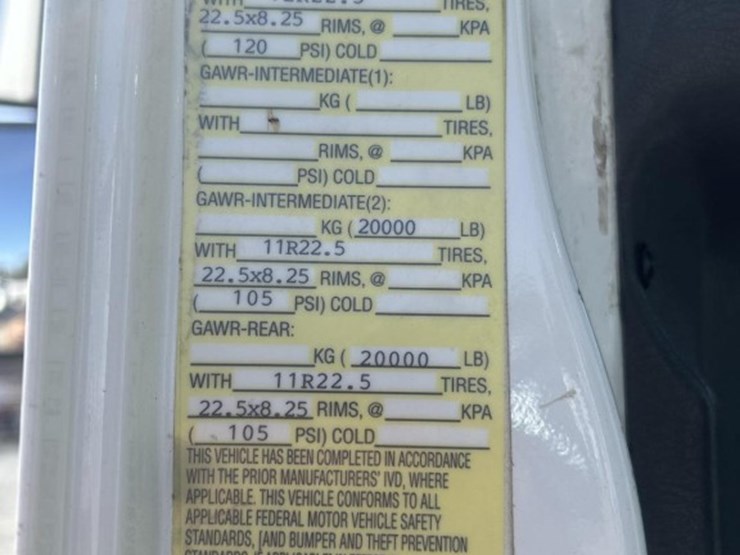 TIRES,
22.5x8.25 RIMS, @ KPA
( 120 PSI) COLD
GAWR-INTERMEDIATE(1):
KG ( LB)
WITH TIRES,
RIMS, @ KPA
( PSI) COLD
GAWR-INTERMEDIATE(2):
KG ( 20000 LB)
WITH 11R22.5 TIRES,
22.5x8.25 RIMS, @ KPA
( 105 PSI) COLD
GAWR-REAR:
KG ( 20000 LB)
WITH 11R22.5 TIRES,
22.5x8.25 RIMS, @ KPA
( 105 PSI) COLD
THIS VEHICLE HAS BEEN COMPLETED IN ACCORDANCE
WITH THE PRIOR MANUFACTURERS' IVD, WHERE
APPLICABLE. THIS VEHICLE CONFORMS TO ALL
APPLICABLE FEDERAL MOTOR VEHICLE SAFETY
STANDARDS, [AND BUMPER AND THEFT PREVENTION